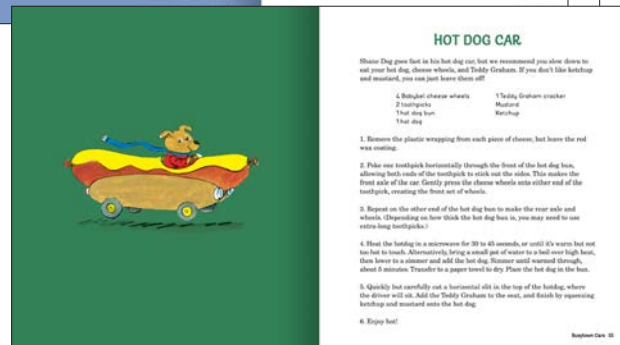 HOT DOG CAR
Shane Dog goes fast in his hot dog car, but we recommend you slow down to
eat your hot dog, cheese wheels, and Teddy Graham. If you don't like ketchup
and mustard, you can just leave them off!
4 Babybel cheese wheels
2 toothpicks
1 hot dog bun
1 hot dog
1 Teddy Graham cracker
Mustard
Ketchup
1. Remove the plastic wrapping from each piece of cheese, but leave the red
wax coating.
2. Poke one toothpick horizontally through the front of the hot dog bun,
allowing both ends of the toothpick to stick out the sides. This makes the
front axle of the car. Gently press the cheese wheels onto either end of the
toothpick, creating the front set of wheels.
3. Repeat on the other end of the hot dog bun to make the rear axle and
wheels. (Depending on how thick the hot dog bun is, you may need to use
extra-long toothpicks.)
4. Heat the hotdog in a microwave for 30 to 45 seconds, or until it's warm but not
too hot to touch. Alternatively, bring a small pot of water to a boil over high heat,
then lower to a simmer and add the hot dog. Simmer until warmed through,
about 5 minutes. Transfer to a paper towel to dry. Place the hot dog in the bun.
5. Quickly but carefully cut a horizontal slit in the top of the hotdog, where
the driver will sit. Add the Teddy Graham to the seat, and finish by squeezing
ketchup and mustard onto the hot dog.
6. Enjoy hot!
Busytown Cars